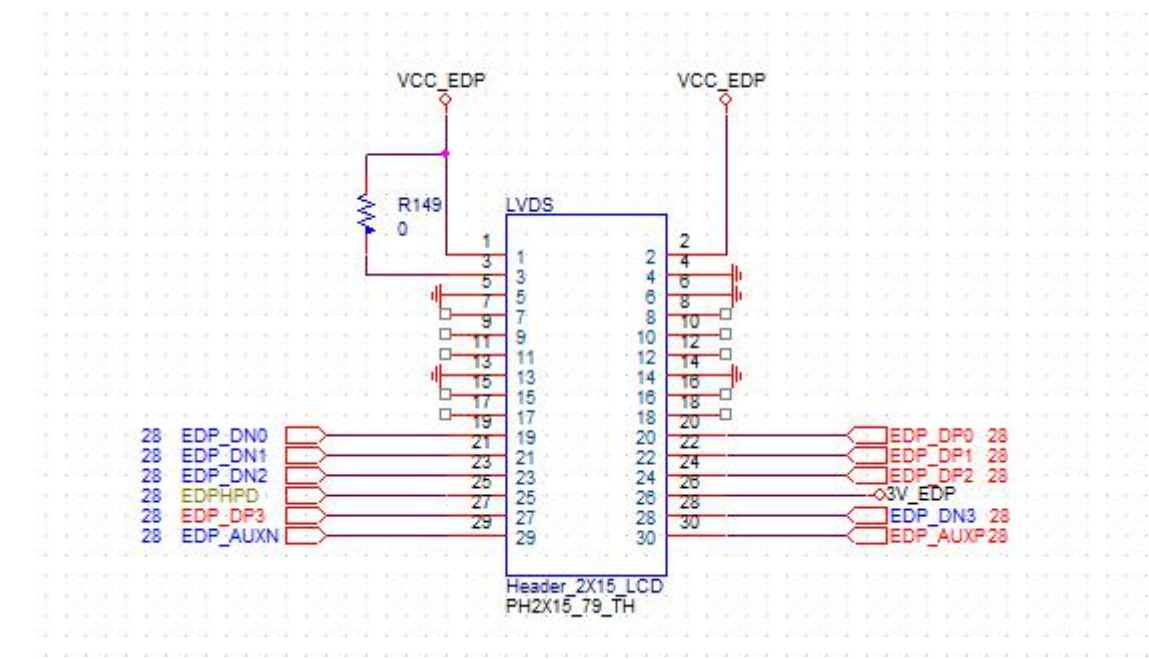 VCC_EDP VCC_EDP
R149
0
LVDS
1 2
1 2
3 4
3 4
5 6
5 6
7 8
7 8
9 10
9 10
11 12
11 12
13 14
13 14
15 16
15 16
17 18
17 18
19 20
28 EDP_DN0 19 20 EDP_DP0 28
21 22
28 EDP_DN1 21 22 EDP_DP1 28
23 24
28 EDP_DN2 23 24 EDP_DP2 28
25 26
28 EDPHPD 25 26 3V_EDP
27 28
28 EDP_DP3 27 28 EDP_DN3 28
29 30
28 EDP_AUXN 29 30 EDP_AUXP 28
Header_2X15_LCD
PH2X15_79_TH